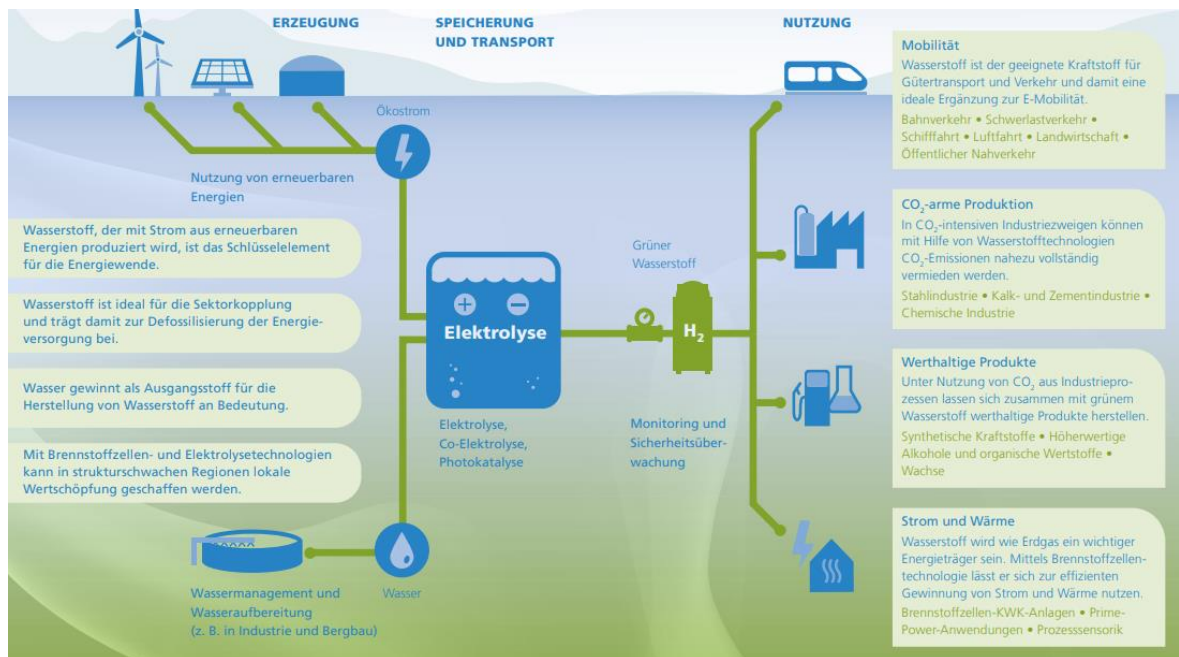 ERZEUGUNG
SPEICHERUNG
UND TRANSPORT
NUTZUNG
Ökostrom
Nutzung von erneuerbaren
Energien
Wasserstoff, der mit Strom aus erneuerbaren
Energien produziert wird, ist das Schlüsselelement
für die Energiewende.
Wasserstoff ist ideal für die Sektorkopplung
und trägt damit zur Defossilisierung der Energie-
versorgung bei.
Wasser gewinnt als Ausgangsstoff für die
Herstellung von Wasserstoff an Bedeutung.
Mit Brennstoffzellen- und Elektrolysetechnologien
kann in strukturschwachen Regionen lokale
Wertschöpfung geschaffen werden.
Wassermanagement und
Wasseraufbereitung
(z. B. in Industrie und Bergbau)
Wasser
+ −
Elektrolyse
Elektrolyse,
Co-Elektrolyse,
Photokatalyse
Grüner
Wasserstoff
H₂
Monitoring und
Sicherheitsüber-
wachung
Mobilität
Wasserstoff ist der geeignete Kraftstoff für
Gütertransport und Verkehr und damit eine
ideale Ergänzung zur E-Mobilität.
Bahnverkehr • Schwerlastverkehr •
Schifffahrt • Luftfahrt • Landwirtschaft •
Öffentlicher Nahverkehr
CO₂-arme Produktion
In CO₂-intensiven Industriezweigen können
mit Hilfe von Wasserstofftechnologien
CO₂-Emissionen nahezu vollständig
vermieden werden.
Stahlindustrie • Kalk- und Zementindustrie •
Chemische Industrie
Werthaltige Produkte
Unter Nutzung von CO₂ aus Industriepro-
zessen lassen sich zusammen mit grünem
Wasserstoff werthaltige Produkte herstellen.
Synthetische Kraftstoffe • Höherwertige
Alkohole und organische Wertstoffe •
Wachse
Strom und Wärme
Wasserstoff wird wie Erdgas ein wichtiger
Energieträger sein. Mittels Brennstoffzellen-
technologie lässt er sich zur effizienten
Gewinnung von Strom und Wärme nutzen.
Brennstoffzellen-KWK-Anlagen • Prime-
Power-Anwendungen • Prozesssensorik